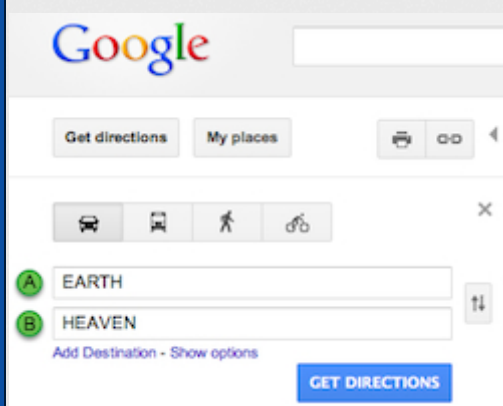 Google
Get directions My places
A EARTH
B HEAVEN
Add Destination - Show options
GET DIRECTIONS